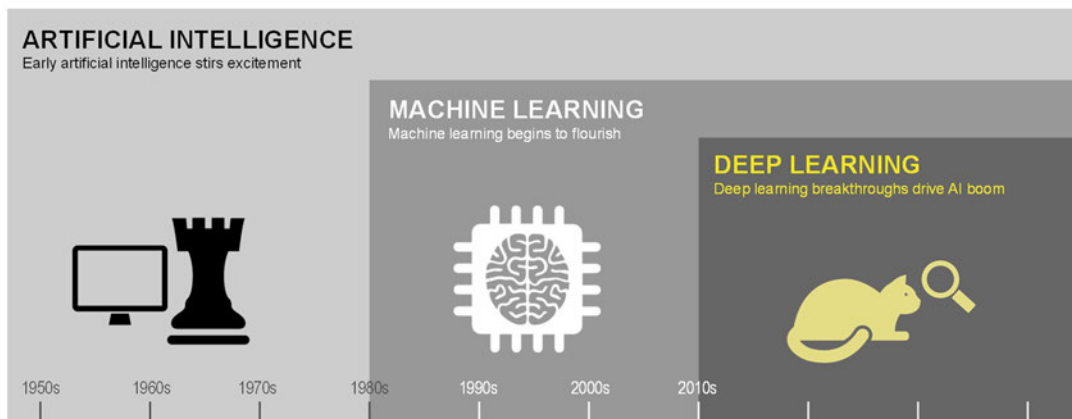 ARTIFICIAL INTELLIGENCE
Early artificial intelligence stirs excitement
MACHINE LEARNING
Machine learning begins to flourish
DEEP LEARNING
Deep learning breakthroughs drive AI boom
1950s 1960s 1970s 1980s 1990s 2000s 2010s